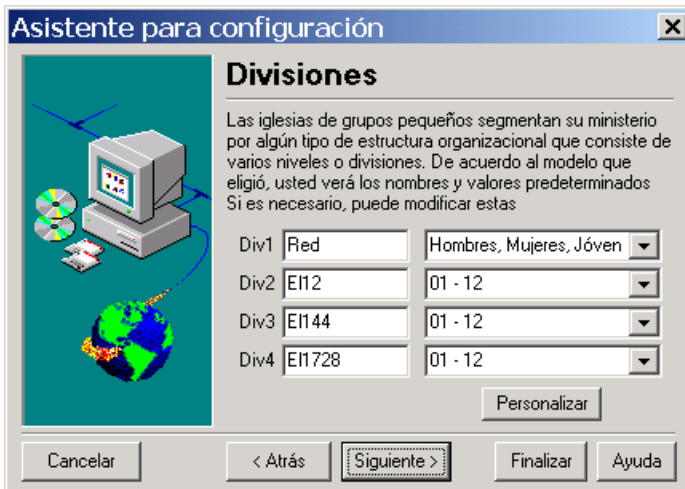 Asistente para configuración
Divisiones
Las iglesias de grupos pequeños segmentan su ministerio
por algún tipo de estructura organizacional que consiste de
varios niveles o divisiones. De acuerdo al modelo que
eligió, usted verá los nombres y valores predeterminados
Si es necesario, puede modificar estas
Div1 Red Hombres, Mujeres, Jóven
Div2 El12 01 - 12
Div3 El144 01 - 12
Div4 El1728 01 - 12
Personalizar
Cancelar < Atrás Siguiente > Finalizar Ayuda